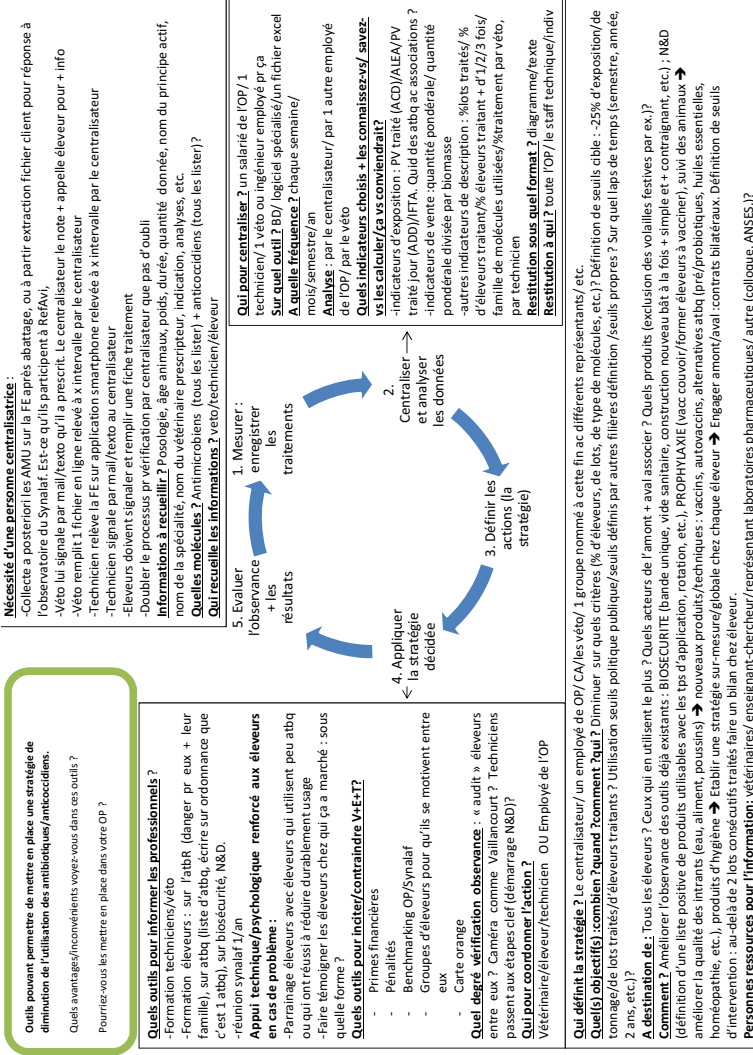 Outils pouvant permettre de mettre en place une stratégie de
diminution de l'utilisation des antibiotiques/anticoccidiens.
Quels avantages/inconvénients voyez-vous dans ces outils ?
Pourriez-vous les mettre en place dans votre OP ?
Nécessité d'une personne centralisatrice :
-Collecte a posteriori les AMU sur la FE après abattage, ou à partir extraction fichier client pour réponse à
l'observatoire du Synalaf. Est-ce qu'ils participent à RefAvi,
-Véto lui signale par mail/texto qu'il a prescrit. Le centralisateur le note + appelle éleveur pour + info
-Véto remplit 1 fichier en ligne relevé à x intervalle par le centralisateur
-Technicien relève la FE sur application smartphone relevée à x intervalle par le centralisateur
-Technicien signale par mail/texto au centralisateur
-Eleveurs doivent signaler et remplir une fiche traitement
-Doubler le processus pr vérification par centralisateur que pas d'oubli
Informations à recueillir ? Posologie, âge animaux, poids, durée, quantité donnée, nom du principe actif,
nom de la spécialité, nom du vétérinaire prescripteur, indication, analyses, etc.
Quelles molécules ? Antimicrobiens (tous les lister) + anticoccidiens (tous les lister) ?
Qui recueille les informations ? veto/technicien/éleveur
Quels outils pour informer les professionnels ?
-Formation techniciens/véto
-Formation éleveurs : sur l'atbR (danger pr eux + leur
famille), sur atbq (liste d'atbq, écrire sur ordonnance que
c'est 1 atbq), sur biosécurité, N&D.
-réunion synalaf 1/an
Appui technique/psychologique renforcé aux éleveurs
en cas de problème :
-Parrainage éleveurs avec éleveurs qui utilisent peu atbq
ou qui ont réussi à réduire durablement usage
-Faire témoigner les éleveurs chez qui ça a marché : sous
quelle forme ?
Quels outils pour inciter/contraindre V+E+T?
- Primes financières
- Pénalités
- Benchmarking OP/Synalaf
- Groupes d'éleveurs pour qu'ils se motivent entre
eux
- Carte orange
Quel degré vérification observance : « audit » éleveurs
entre eux ? Caméra comme Vaillancourt ? Techniciens
passent aux étapes clef (démarrage N&D)?
Qui pour coordonner l'action ?
Vétérinaire/éleveur/technicien OU Employé de l'OP
1. Mesurer :
enregistrer
les
traitements
2.
Centraliser
et analyser
les données
3. Définir les
actions (la
stratégie)
4. Appliquer
la stratégie
décidée
5. Evaluer
l'observance
+ les
résultats
Qui pour centraliser ? un salarié de l'OP/ 1
technicien/ 1 véto ou ingénieur employé pr ça
Sur quel outil ? BD/ logiciel spécialisé/un fichier excel
A quelle fréquence ? chaque semaine/
mois/semestre/an
Analyse : par le centralisateur/ par 1 autre employé
de l'OP/ par le véto
Quels indicateurs choisis + les connaissez-vs/ savez-
vs les calculer/ça vs conviendrait?
-indicateurs d'exposition : PV traité (ACD)/ALEA/PV
traité jour (ADD)/IFTA. Quid des atbq ac associations ?
-indicateurs de vente :quantité pondérale/ quantité
pondérale divisée par biomasse
-autres indicateurs de description : %lots traités/ %
d'éleveurs traitant/% éleveurs traitant + d'1/2/3 fois/
famille de molécules utilisées/%traitement par véto,
par technicien
Restitution sous quel format ? diagramme/texte
Restitution à qui ? toute l'OP/ le staff technique/indiv
Qui définit la stratégie ? Le centralisateur/ un employé de OP/ CA/les véto/ 1 groupe nommé à cette fin ac différents représentants/ etc.
Quel(s) objectif(s) :combien ?quand ?comment ?qui ? Diminuer sur quels critères (% d'éleveurs, de lots, de type de molécules, etc.)? Définition de seuils cible : -25% d'exposition/de
tonnage/de lots traités/d'éleveurs traitants ? Utilisation seuils politique publique/seuils définis par autres filières définition /seuils propres ? Sur quel laps de temps (semestre, année,
2 ans, etc.)?
A destination de : Tous les éleveurs ? Ceux qui en utilisent le plus ? Quels acteurs de l'amont + aval associer ? Quels produits (exclusion des volailles festives par ex.)?
Comment ? Améliorer l'observance des outils déjà existants : BIOSECURITE (bande unique, vide sanitaire, construction nouveau bât à la fois + simple et + contraignant, etc.) ; N&D
(définition d'une liste positive de produits utilisables avec les tps d'application, rotation, etc.), PROPHYLAXIE (vacc couvoir/former éleveurs à vacciner), suivi des animaux ➔
améliorer la qualité des intrants (eau, aliment, poussins) ➔ nouveaux produits/techniques : vaccins, autovaccins, alternatives atbq (pré/probiotiques, huiles essentielles,
homéopathie, etc.), produits d'hygiène ➔ Etablir une stratégie sur-mesure/globale chez chaque éleveur ➔ Engager amont/aval :contrats bilatéraux. Définition de seuils
d'intervention : au-delà de 2 lots consécutifs traités faire un bilan chez éleveur.
Personnes ressources pour l'information: vétérinaires/ enseignant-chercheur/représentant laboratoires pharmaceutiques/ autre (colloque, ANSES.)?